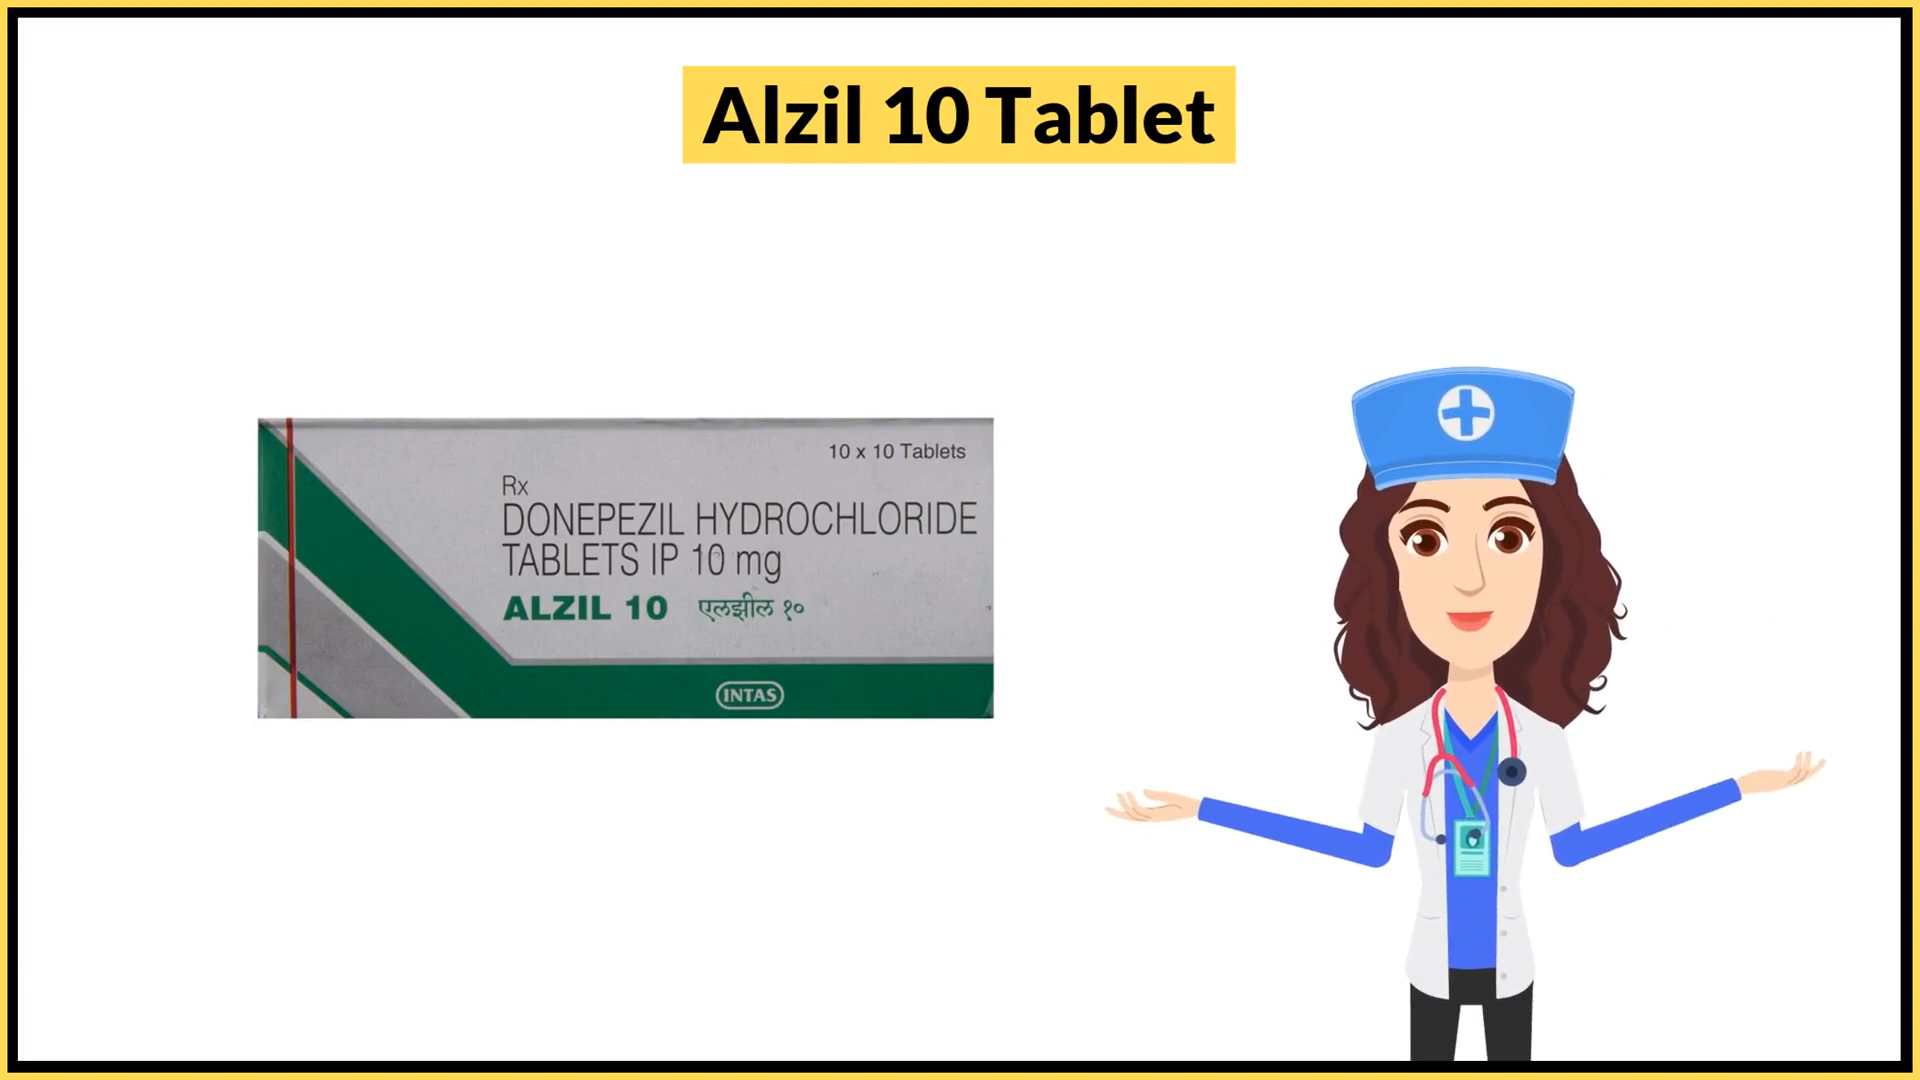 Alzil 10 Tablet
10 x 10 Tablets
Rx
DONEPEZIL HYDROCHLORIDE
TABLETS IP 10 mg
ALZIL 10 एलझील १०
INTAS